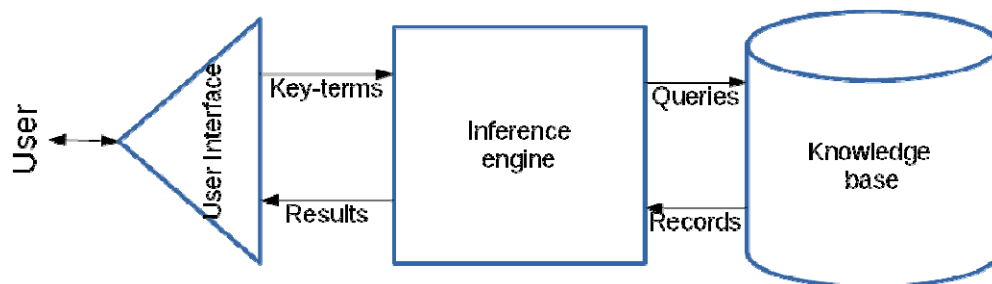 User
User Interface
Key-terms
Results
Inference
engine
Queries
Records
Knowledge
base